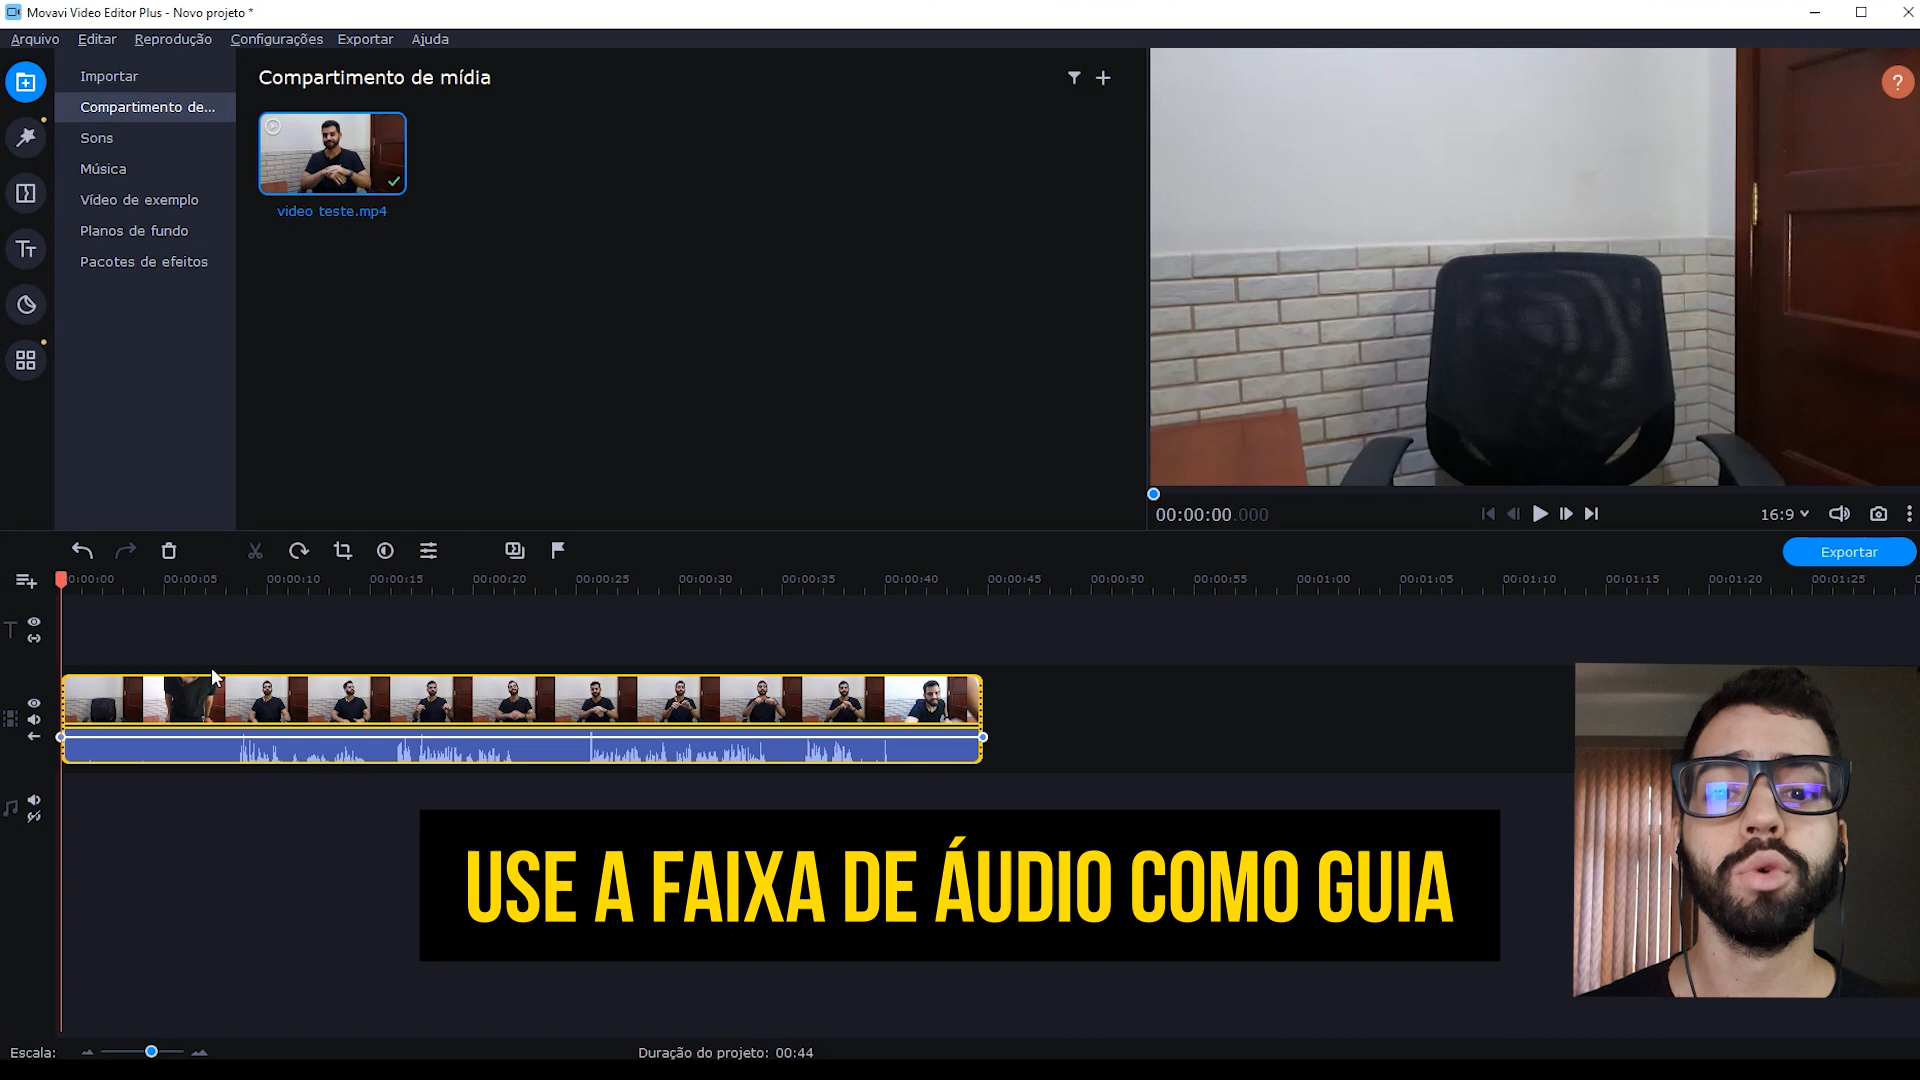 Movavi Video Editor Plus - Novo projeto *
Arquivo Editar Reprodução Configurações Exportar Ajuda
Importar
Compartimento de...
Sons
Música
Vídeo de exemplo
Planos de fundo
Pacotes de efeitos
Compartimento de mídia
video teste.mp4
?
00:00:00.000
16:9
Exportar
0:00:00 00:00:05 00:00:10 00:00:15 00:00:20 00:00:25 00:00:30 00:00:35 00:00:40 00:00:45 00:00:50 00:00:55 00:01:00 00:01:05 00:01:10 00:01:15 00:01:20 00:01:25
USE A FAIXA DE ÁUDIO COMO GUIA
Escala:
Duração do projeto: 00:44